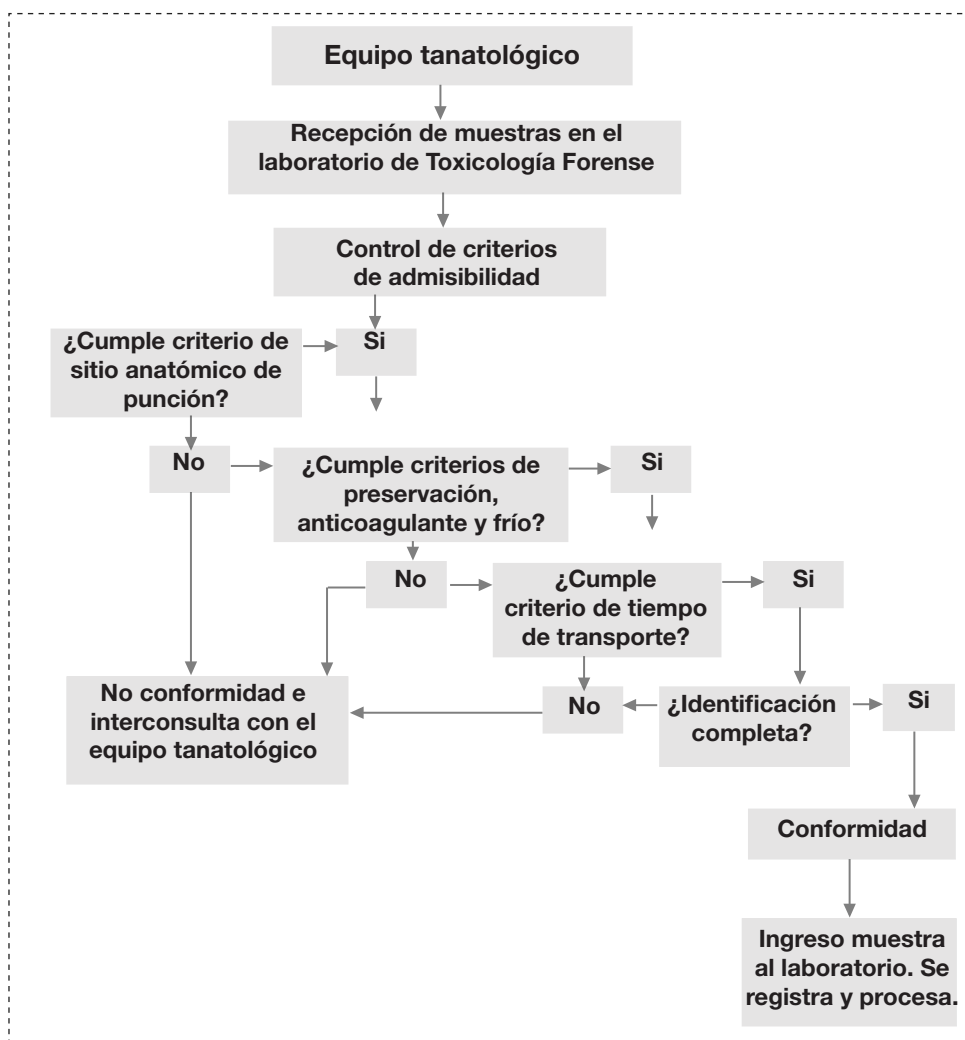 Equipo tanatológico
Recepción de muestras en el
laboratorio de Toxicología Forense
Control de criterios
de admisibilidad
¿Cumple criterio de
sitio anatómico de
punción?
Si
No
¿Cumple criterios de
preservación,
anticoagulante y frío?
Si
No
¿Cumple
criterio de tiempo
de transporte?
Si
No conformidad e
interconsulta con el
equipo tanatológico
No
¿Identificación
completa?
Si
Conformidad
Ingreso muestra
al laboratorio. Se
registra y procesa.